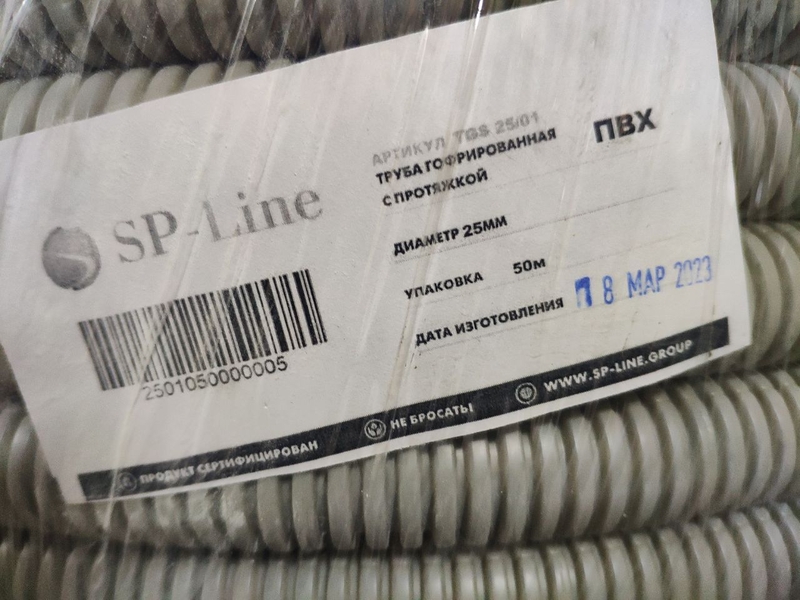 SP-Line
2501050000005
АРТИКУЛ TGS 25/01
ТРУБА ГОФРИРОВАННАЯ
С ПРОТЯЖКОЙ
ПВХ
ДИАМЕТР 25ММ
УПАКОВКА 50М
ДАТА ИЗГОТОВЛЕНИЯ 8 МАР 2023
ПРОДУКТ СЕРТИФИЦИРОВАН НЕ БРОСАТЬ! WWW.SP-LINE.GROUP